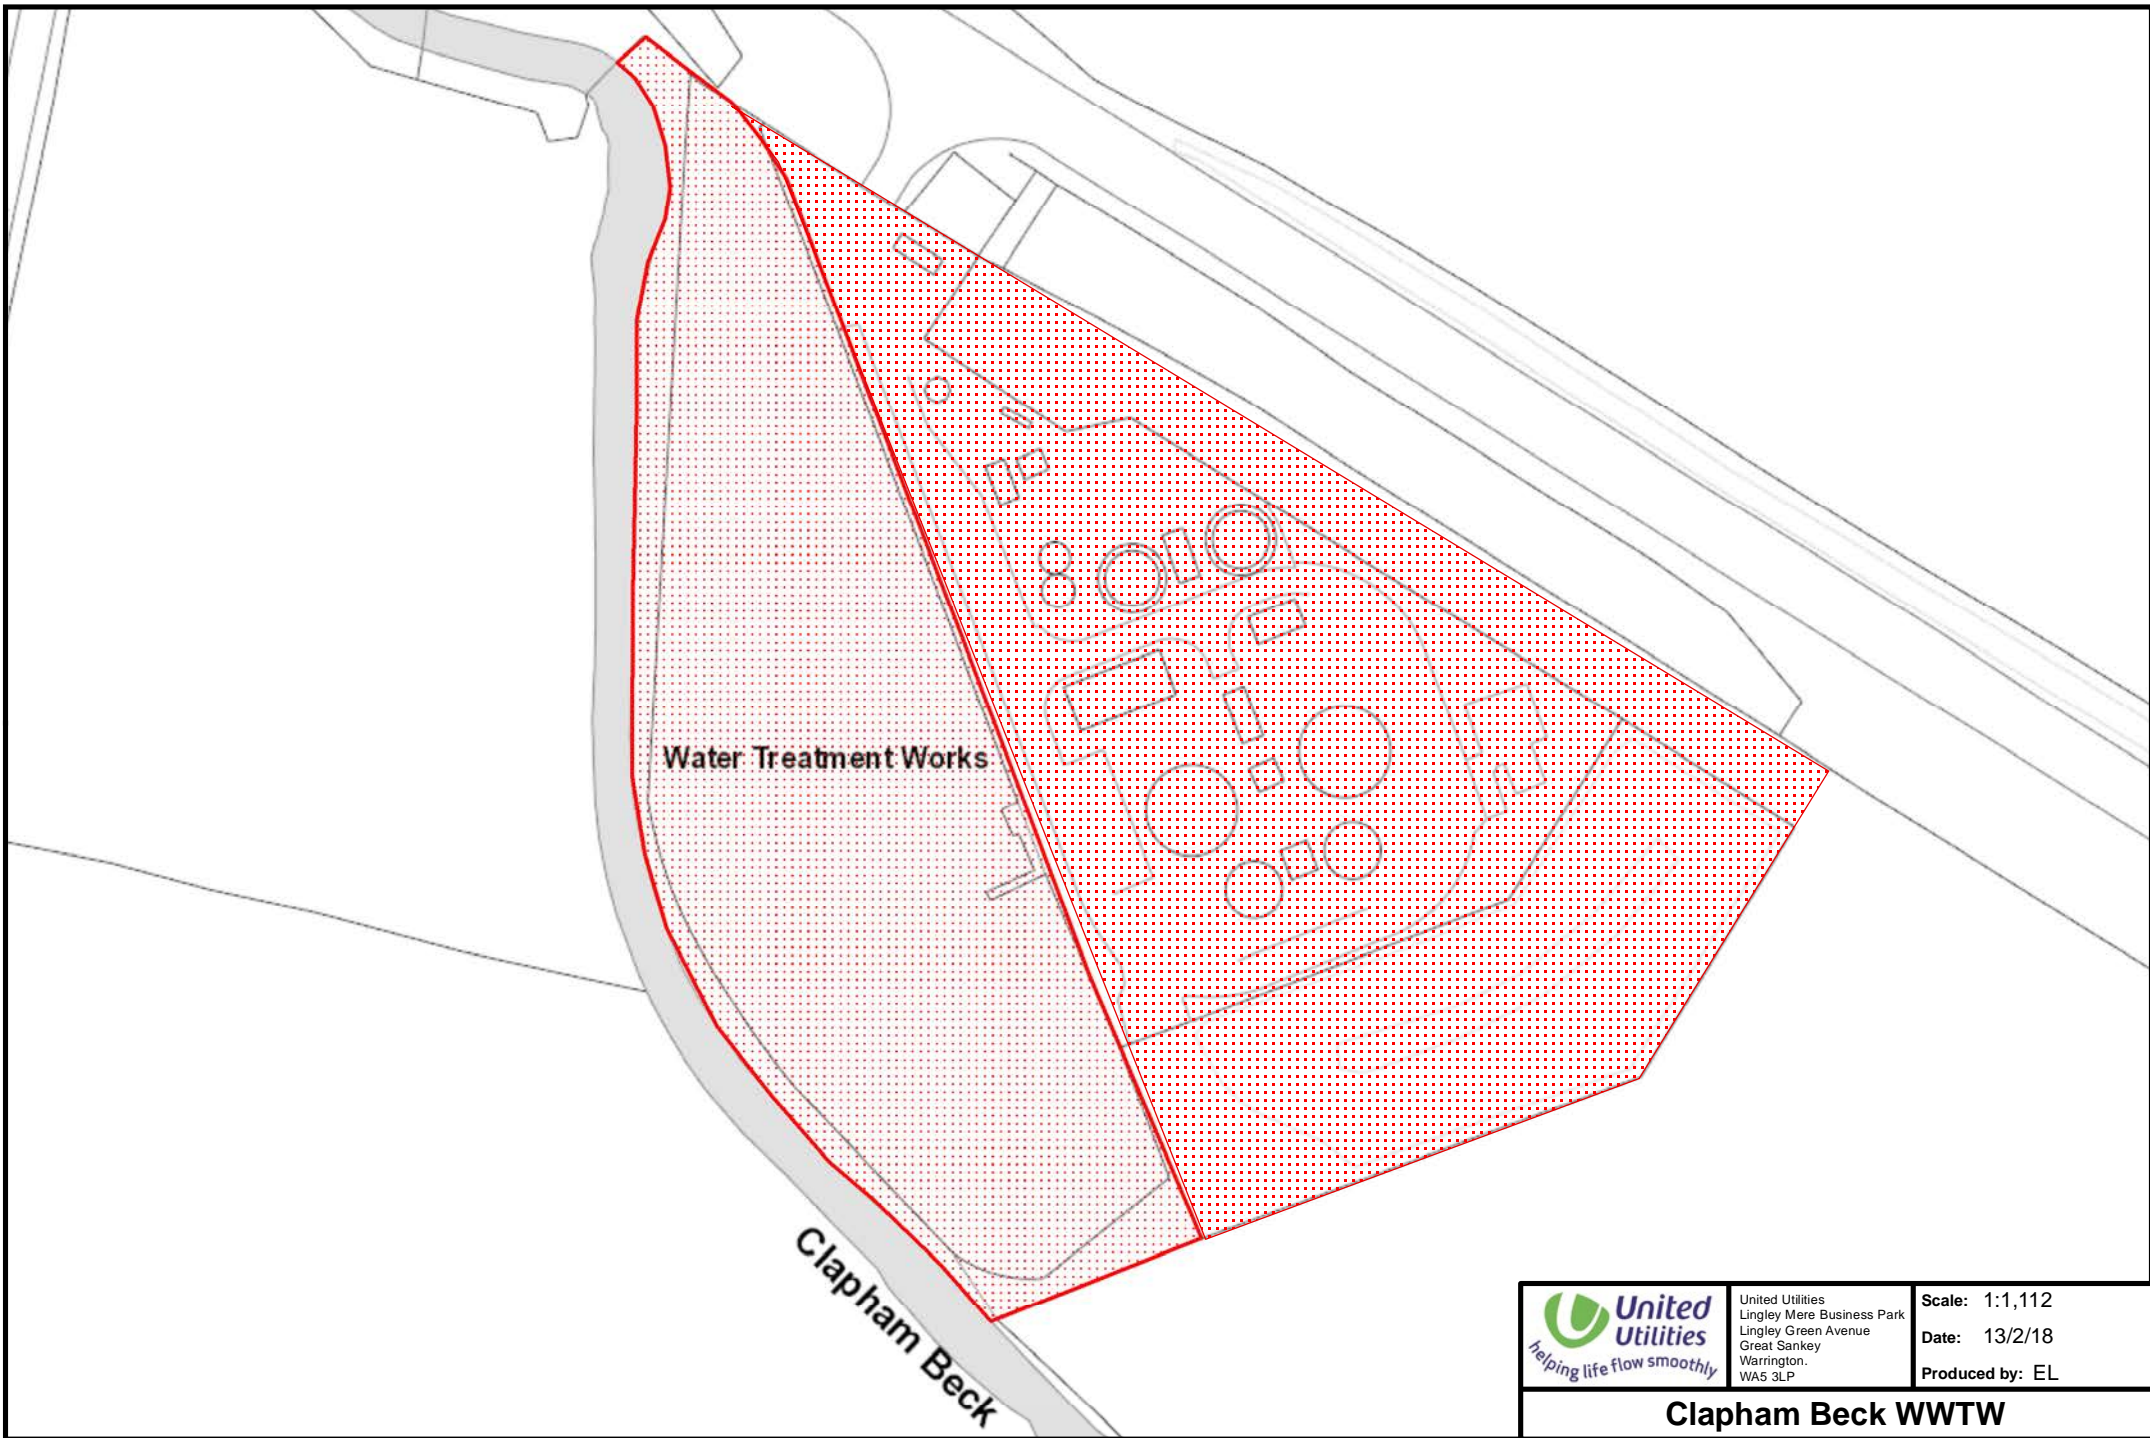 Water Treatment Works
Clapham Beck
United
Utilities
helping life flow smoothly
United Utilities
Lingley Mere Business Park
Lingley Green Avenue
Great Sankey
Warrington.
WA5 3LP
Scale: 1:1,112
Date: 13/2/18
Produced by: EL
Clapham Beck WWTW